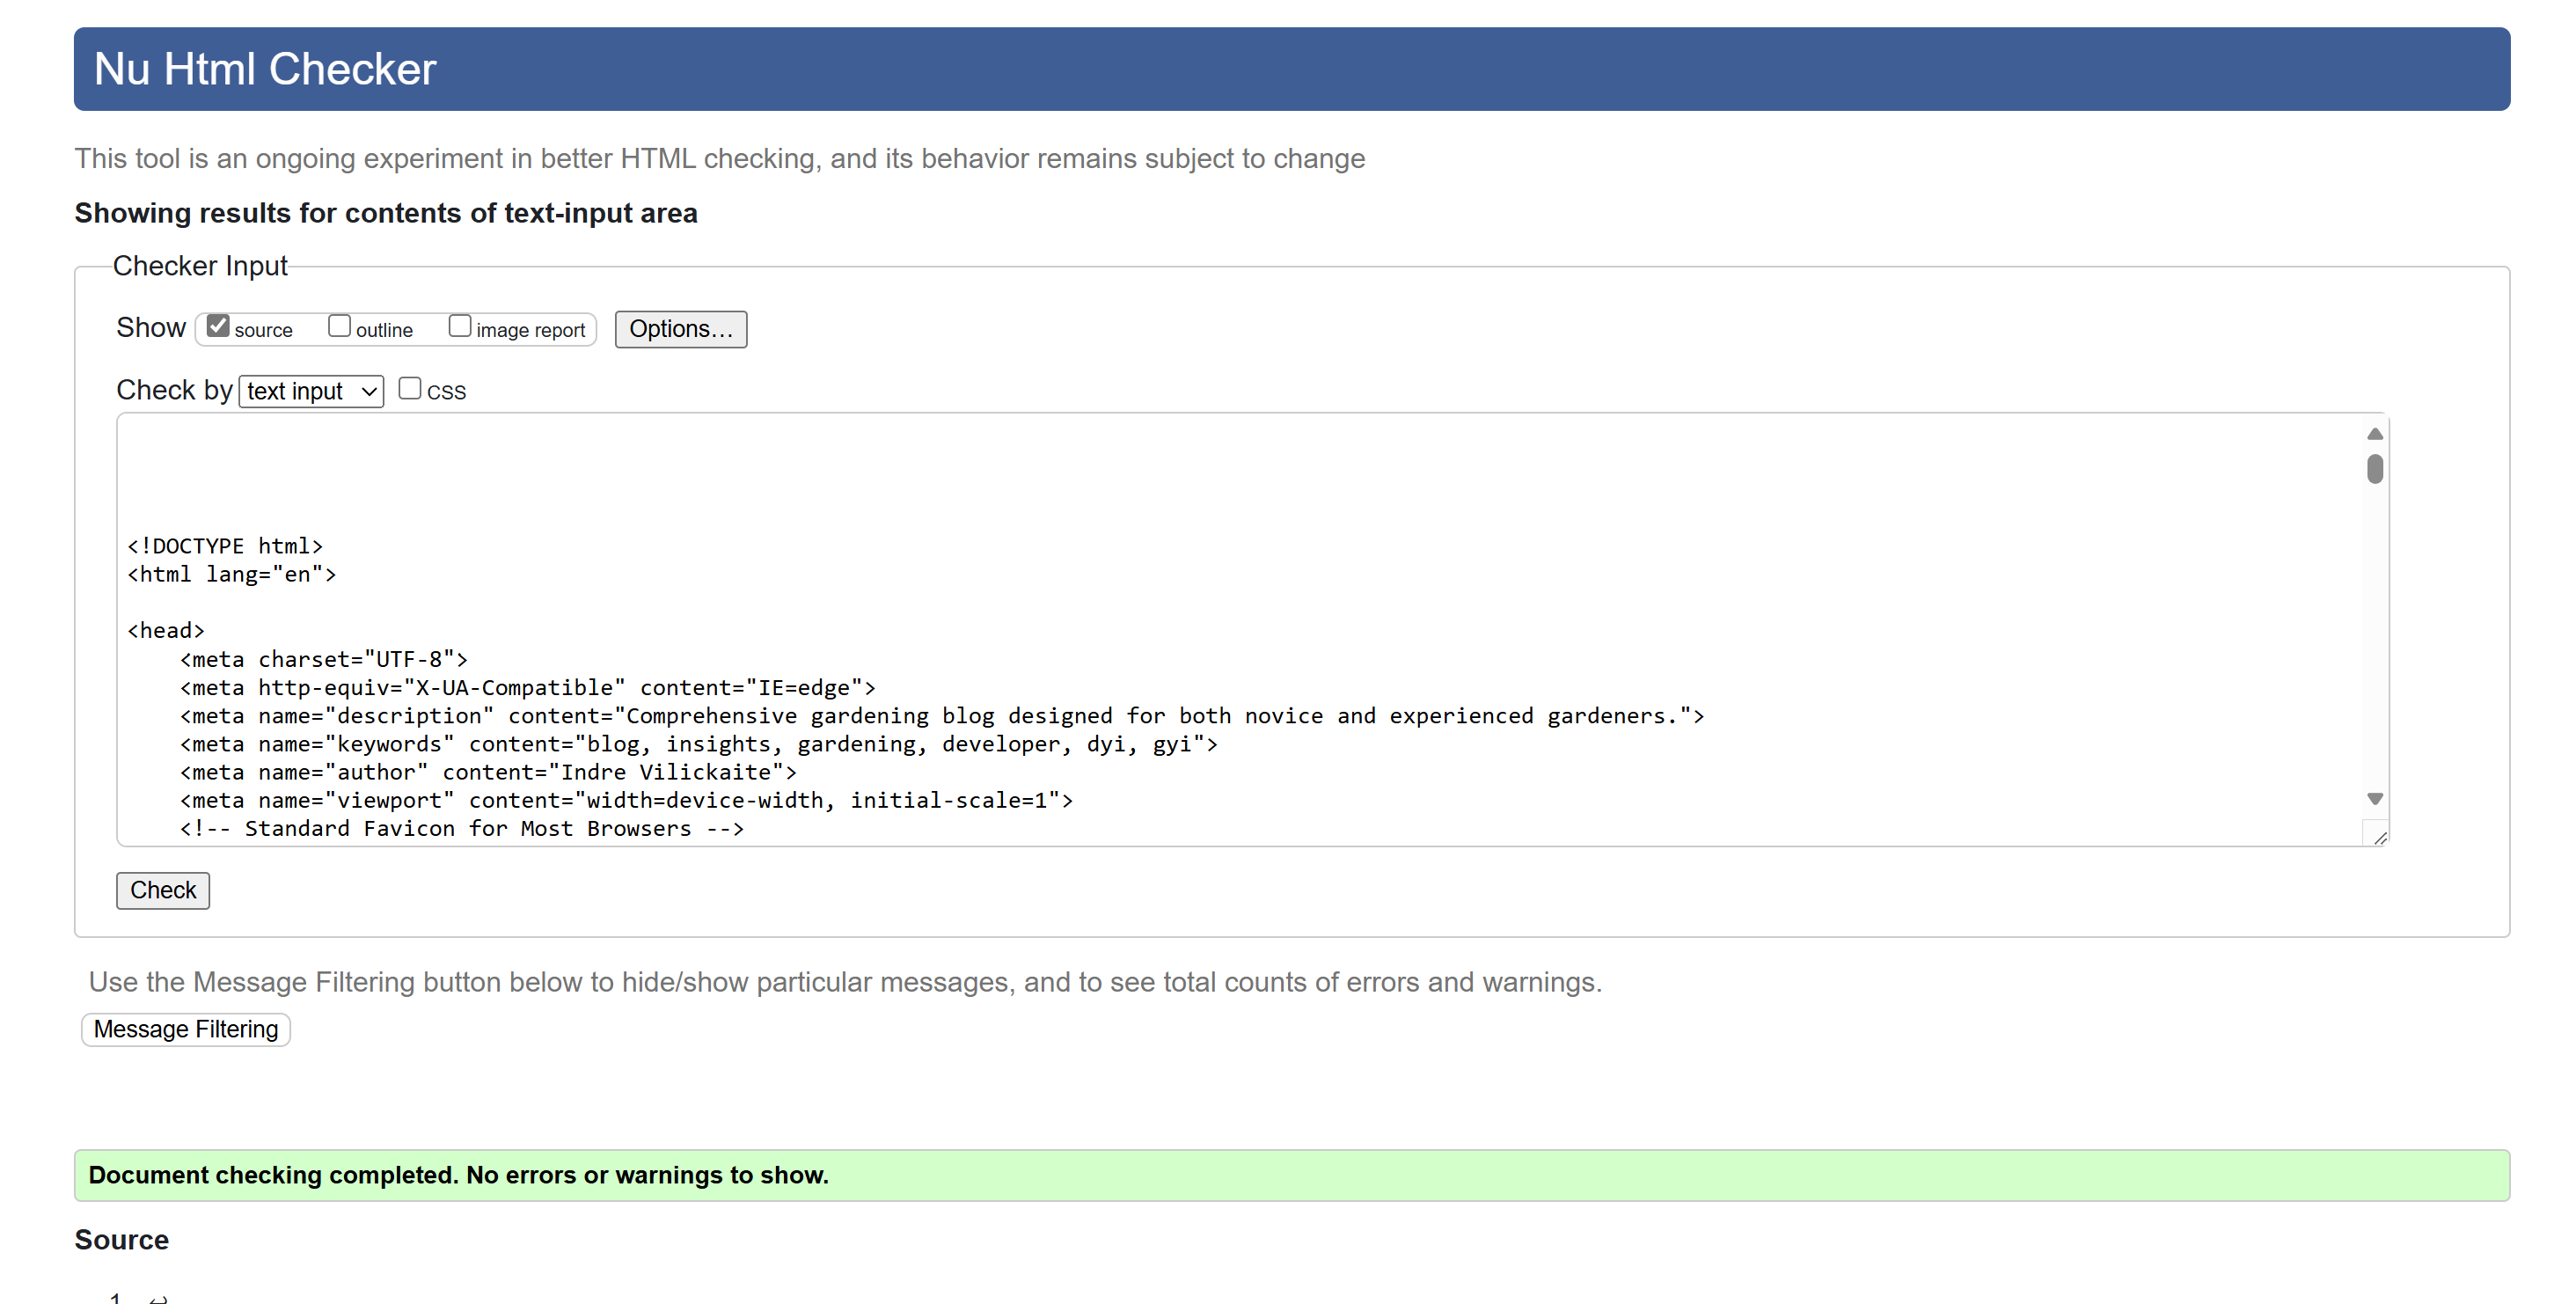 Nu Html Checker
This tool is an ongoing experiment in better HTML checking, and its behavior remains subject to change
Showing results for contents of text-input area
Checker Input
Show source outline image report Options…
Check by text input CSS
<!DOCTYPE html>
<html lang="en">
<head>
<meta charset="UTF-8">
<meta http-equiv="X-UA-Compatible" content="IE=edge">
<meta name="description" content="Comprehensive gardening blog designed for both novice and experienced gardeners.">
<meta name="keywords" content="blog, insights, gardening, developer, dyi, gyi">
<meta name="author" content="Indre Vilickaite">
<meta name="viewport" content="width=device-width, initial-scale=1">
<!-- Standard Favicon for Most Browsers -->
Check
Use the Message Filtering button below to hide/show particular messages, and to see total counts of errors and warnings.
Message Filtering
Document checking completed. No errors or warnings to show.
Source
1. ↩